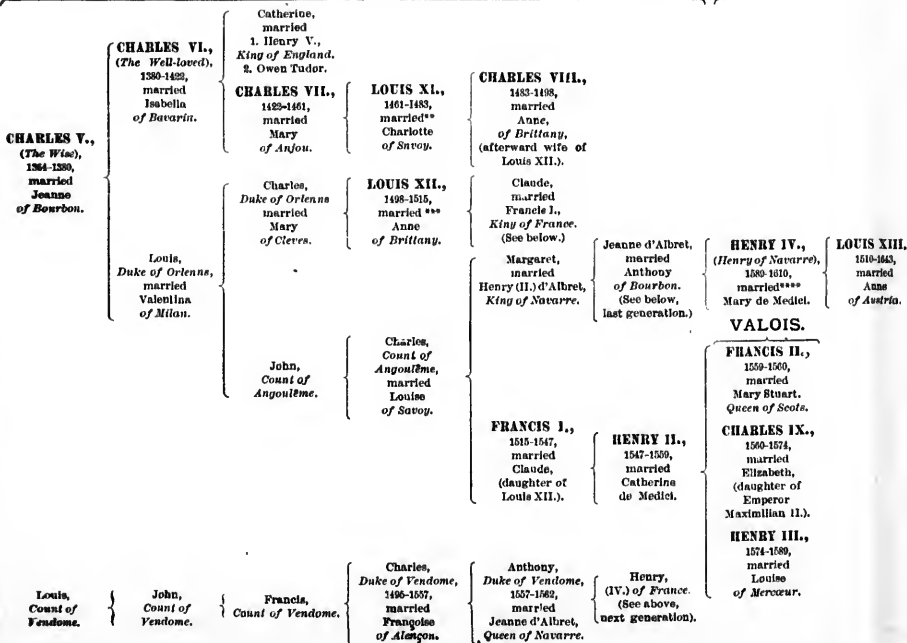 CHARLES V.,
(The Wise),
1364-1380,
married
Jeanne
of Bourbon.
CHARLES VI.,
(The Well-loved),
1380-1422,
married
Isabella
of Bavaria.
Louis,
Duke of Orlenns,
married
Valentina
of Milan.
Catherine,
married
1. Henry V.,
King of England.
2. Owen Tudor.
CHARLES VII.,
1422-1461,
married
Mary
of Anjou.
Charles,
Duke of Orlenns
married
Mary
of Cleves.
John,
Count of
Angoulême.
LOUIS XI.,
1461-1483,
married**
Charlotte
of Savoy.
LOUIS XII.,
1498-1515,
married ***
Anne
of Brittany.
Charles,
Count of
Angoulême,
married
Louise
of Savoy.
CHARLES VIII.,
1483-1498,
married
Anne,
of Brittany,
(afterward wife of
Louis XII.).
Claude,
married
Francis I.,
King of France.
(See below.)
Margaret,
married
Henry (II.) d'Albret,
King of Navarre.
FRANCIS I.,
1515-1547,
married
Claude,
(daughter of
Louis XII.).
Jeanne d'Albret,
married
Anthony
of Bourbon.
(See below,
last generation.)
HENRY II.,
1547-1559,
married
Catherine
de Medici.
HENRY IV.,
(Henry of Navarre),
1589-1610,
married****
Mary de Medici.
LOUIS XIII.
1510-1643,
married
Anne
of Austria.
VALOIS.
FRANCIS II.,
1559-1560,
married
Mary Stuart.
Queen of Scots.
CHARLES IX.,
1560-1574,
married
Elizabeth,
(daughter of
Emperor
Maximilian II.).
HENRY III.,
1574-1589,
married
Louise
of Mercœur.
Louis,
Count of
Vendome.
John,
Count of
Vendome.
Francis,
Count of Vendome.
Charles,
Duke of Vendome,
1495-1557,
married
Françoise
of Alençon.
Anthony,
Duke of Vendome,
1557-1562,
married
Jeanne d'Albret,
Queen of Navarre.
Henry,
(IV.) of France.
(See above,
next generation).